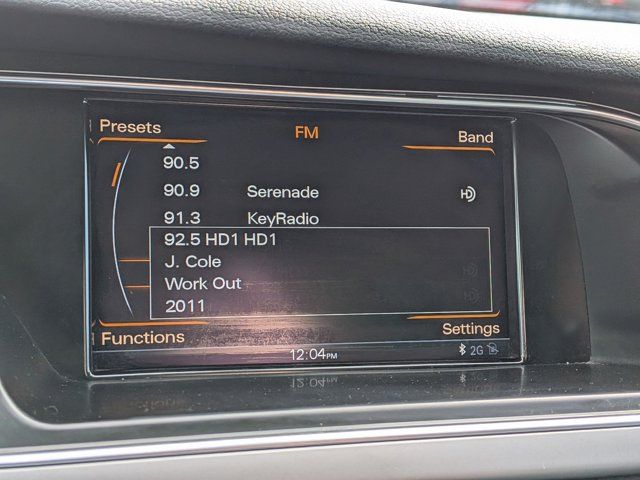 Presets FM Band
90.5
90.9 Serenade HD
91.3 KeyRadio
92.5 HD1 HD1
J. Cole
Work Out
2011
Functions Settings
12:04PM 2G